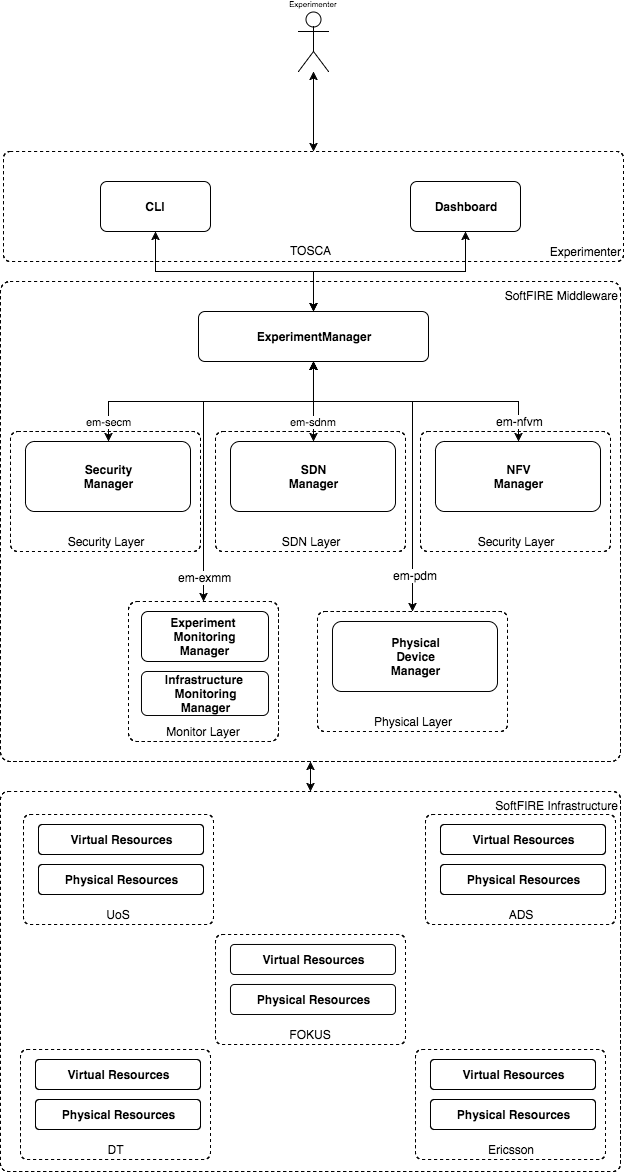 Experimenter
CLI
Dashboard
TOSCA
Experimenter
SoftFIRE Middleware
ExperimentManager
em-secm
em-sdnm
em-nfvm
Security
Manager
Security Layer
SDN
Manager
SDN Layer
NFV
Manager
Security Layer
em-exmm
em-pdm
Experiment
Monitoring
Manager
Infrastructure
Monitoring
Manager
Monitor Layer
Physical
Device
Manager
Physical Layer
SoftFIRE Infrastructure
Virtual Resources
Physical Resources
UoS
Virtual Resources
Physical Resources
ADS
Virtual Resources
Physical Resources
FOKUS
Virtual Resources
Physical Resources
DT
Virtual Resources
Physical Resources
Ericsson